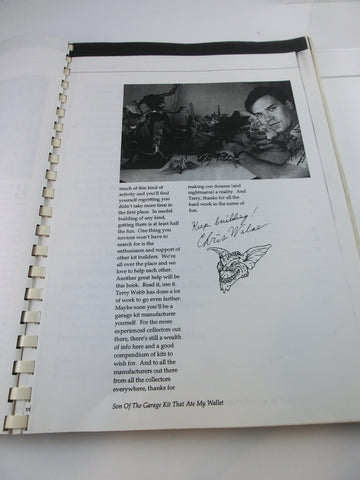 much of this kind of
activity and you'll find
yourself regretting you
didn't take more time in
the first place. In model
building of any kind,
getting there is at least half
the fun. One thing you
novices won't have to
search for is the
enthusiasm and support of
other kit builders. We're
all over the place and we
love to help each other.
Another great help will be
this book. Read it, use it.
Terry Webb has done a lot
of work to go even farther.
Maybe soon you'll be a
garage kit manufacturer
yourself. For the more
experienced collectors out
there, there's still a wealth
of info here and a good
compendium of kits to
wish for. And to all the
manufacturers out there
from all the collectors
everywhere, thanks for
making our dreams (and
nightmares) a reality. And
Terry, thanks for all the
hard work in the name of
fun.
Keep building!
Chris Walas
Son Of The Garage Kit That Ate My Wallet